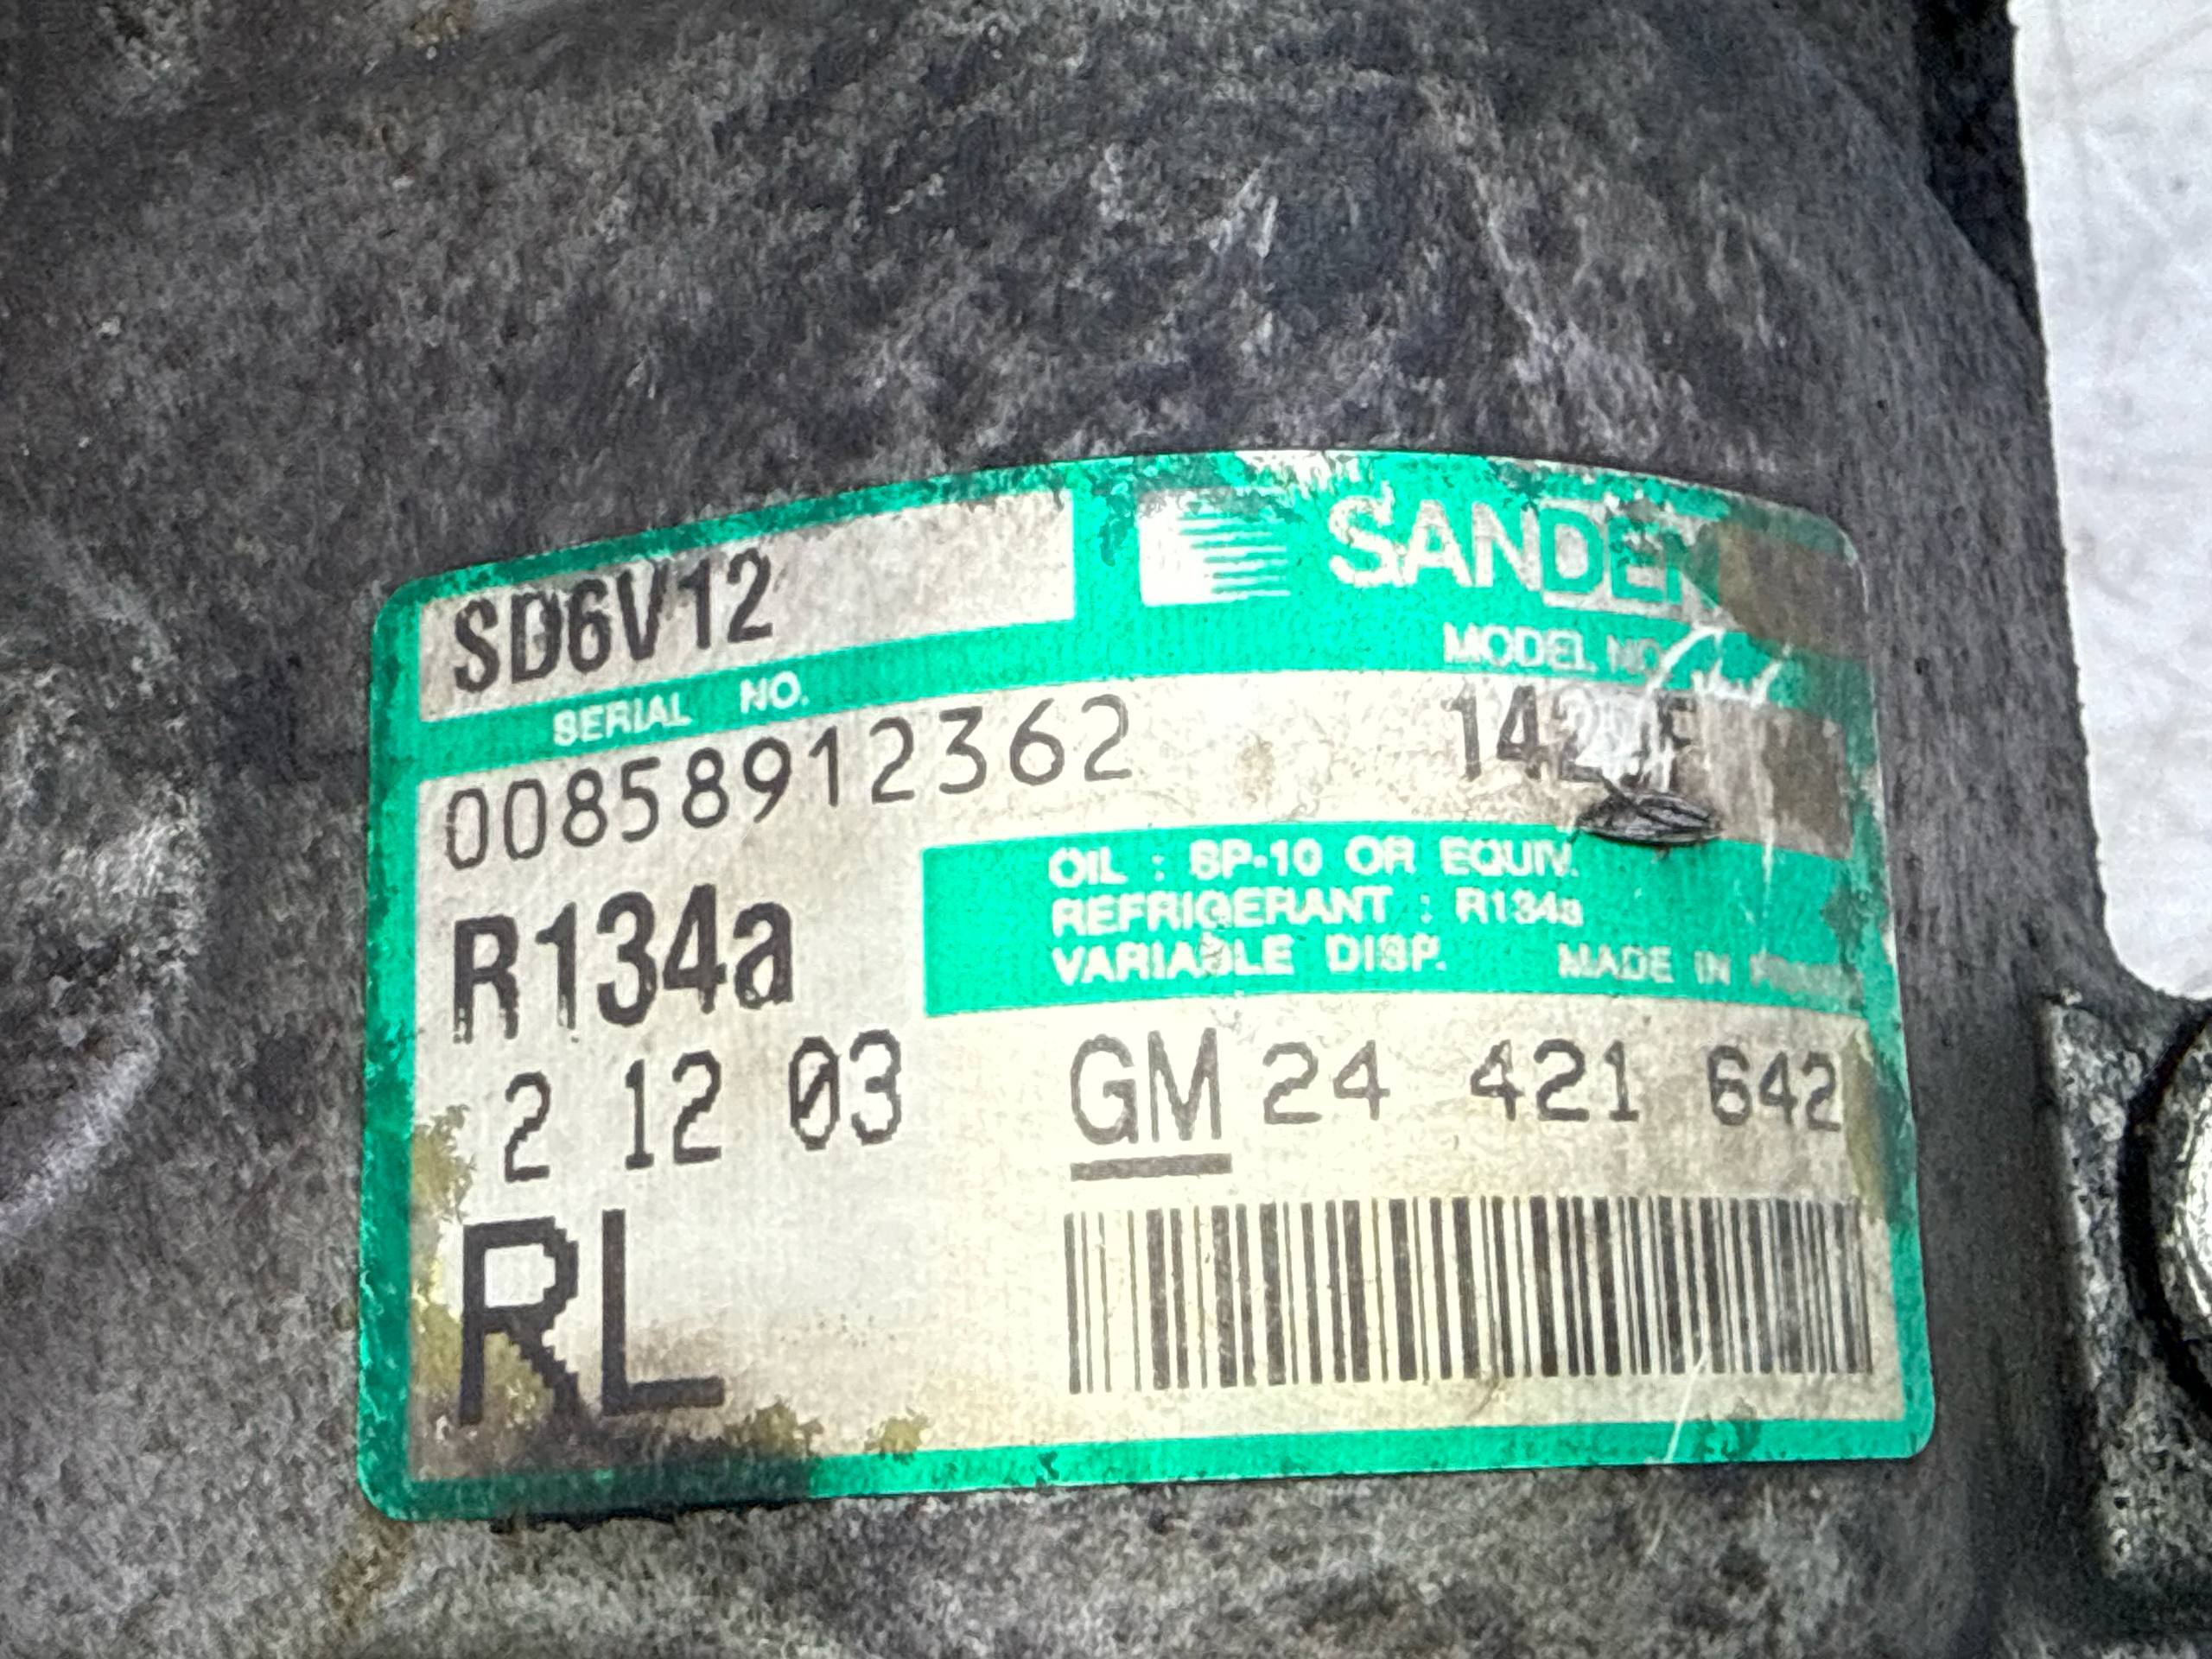 SD6V12
SANDEN
SERIAL NO.
MODEL NO
00858912362
R134a
OIL : SP-10 OR EQUIV.
REFRIGERANT : R134a
VARIABLE DISP. MADE IN
2 12 03
GM 24 421 642
RL